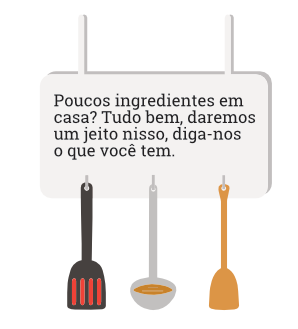 Poucos ingredientes em
casa? Tudo bem, daremos
um jeito nisso, diga-nos
o que você tem.